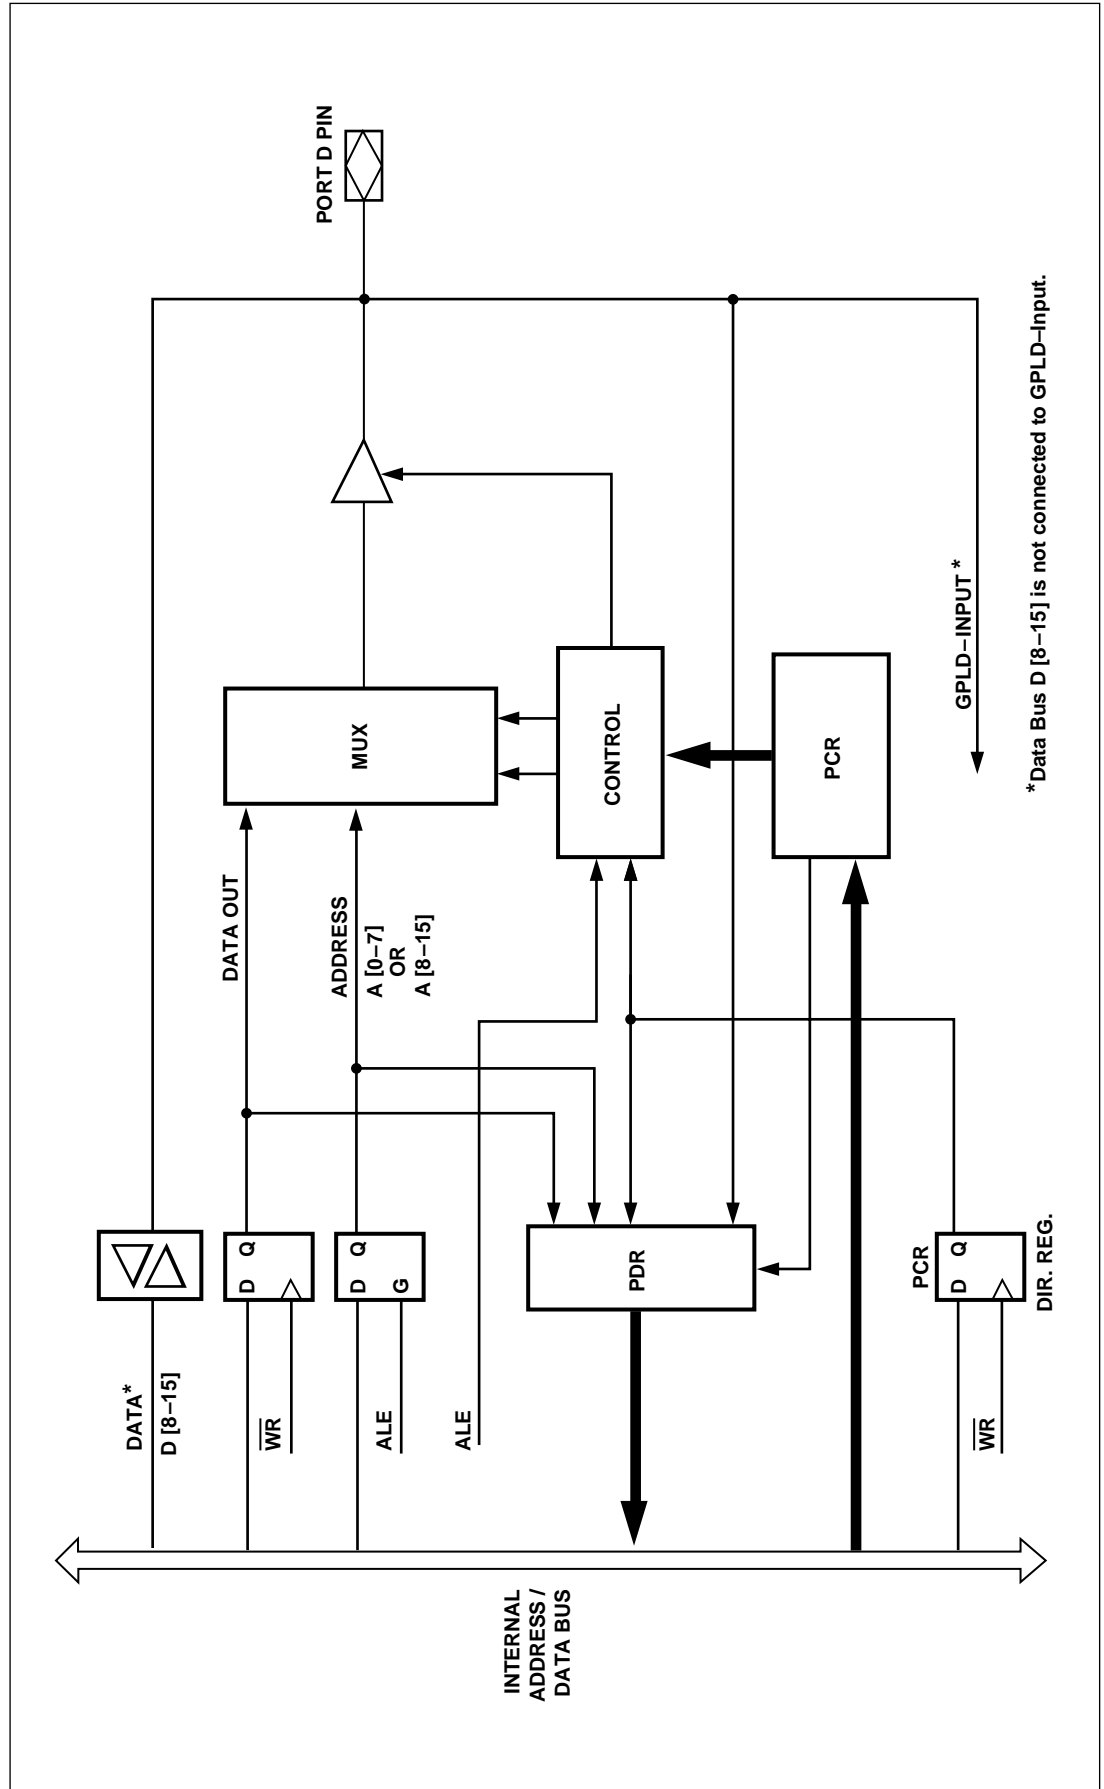 PORT D PIN
DATA*
D [8–15]
D Q
WR
DATA OUT
MUX
D Q
G
ALE
ADDRESS
A [0–7]
OR
A [8–15]
ALE
INTERNAL
ADDRESS /
DATA BUS
PDR
CONTROL
PCR
PCR
D Q
DIR. REG.
WR
GPLD–INPUT *
*Data Bus D [8–15] is not connected to GPLD–Input.